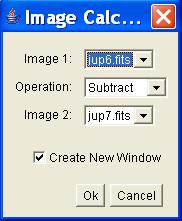 Image Calc...
Image 1: jup6.fits
Operation: Subtract
Image 2: jup7.fits
Create New Window
Ok Cancel